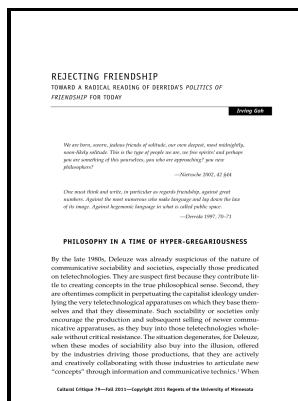 REJECTING FRIENDSHIP
TOWARD A RADICAL READING OF DERRIDA'S POLITICS OF
FRIENDSHIP FOR TODAY
Irving Goh
We are born, sworn, jealous friends of solitude, our own deepest, most midnightly,
noon-likely solitude. This is the type of people we are, we free spirits! and perhaps
you are something of this yourselves, you who are approaching? you new
philosophers?
—Nietzsche 2002, 42 §44
One must think and write, in particular as regards friendship, against great
numbers. Against the most numerous who make language and lay down the law
of its image. Against hegemonic language in what is called public space.
—Derrida 1997, 70–71
PHILOSOPHY IN A TIME OF HYPER-GREGARIOUSNESS
By the late 1980s, Deleuze was already suspicious of the nature of
communicative sociability and societies, especially those predicated
on teletechnologies. They are suspect first because they contribute lit-
tle to creating concepts in the true philosophical sense. Second, they
are oftentimes complicit in perpetuating the capitalist ideology under-
lying the very teletechnological apparatuses on which they base them-
selves and that they disseminate. Such sociability or societies only
encourage the production and subsequent selling of newer commu-
nicative apparatuses, as they buy into those teletechnologies whole-
sale without critical resistance. The situation degenerates, for Deleuze,
when these modes of sociability also buy into the illusion, offered
by the industries driving those productions, that they are actively
and creatively collaborating with those industries to articulate new
“concepts” through information and communicative technics.¹ When
Cultural Critique 79—Fall 2011—Copyright 2011 Regents of the University of Minnesota